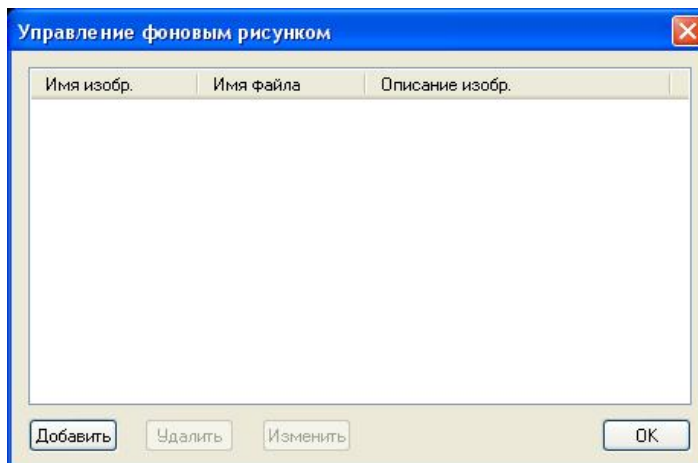 Управление фоновым рисунком
Имя изобр. Имя файла Описание изобр.
Добавить Удалить Изменить OK